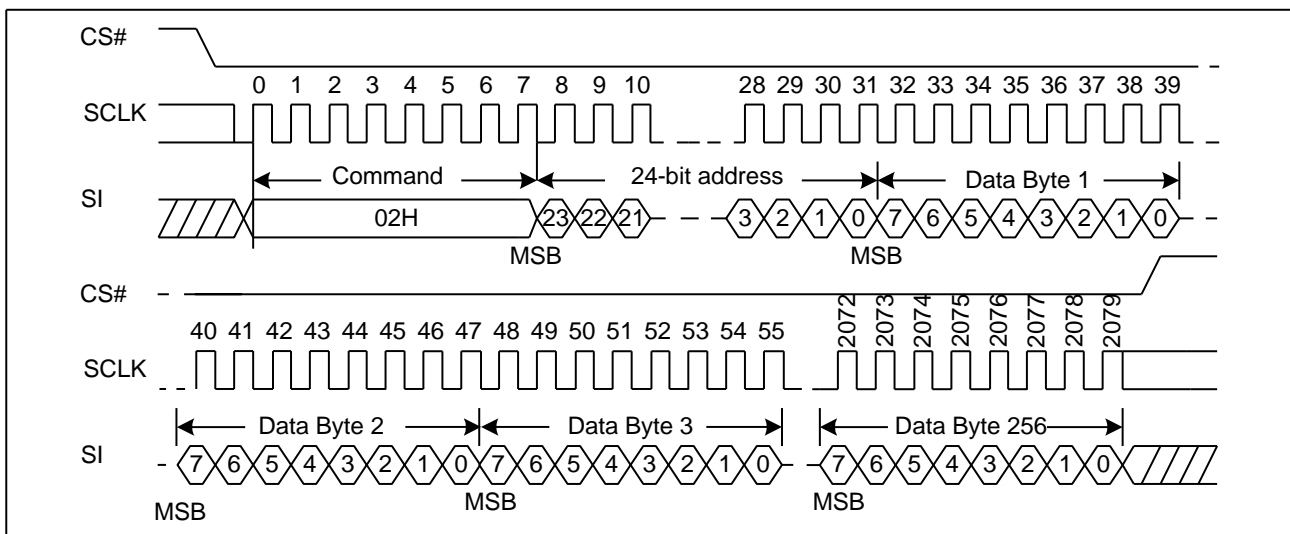 CS#
0 1 2 3 4 5 6 7 8 9 10 28 29 30 31 32 33 34 35 36 37 38 39
SCLK
Command 24-bit address Data Byte 1
SI
02H 23 22 21 3 2 1 0 7 6 5 4 3 2 1 0
MSB MSB
CS#
2072 2073 2074 2075 2076 2077 2078 2079
40 41 42 43 44 45 46 47 48 49 50 51 52 53 54 55
SCLK
Data Byte 2 Data Byte 3 Data Byte 256
SI
7 6 5 4 3 2 1 0 7 6 5 4 3 2 1 0 7 6 5 4 3 2 1 0
MSB MSB MSB